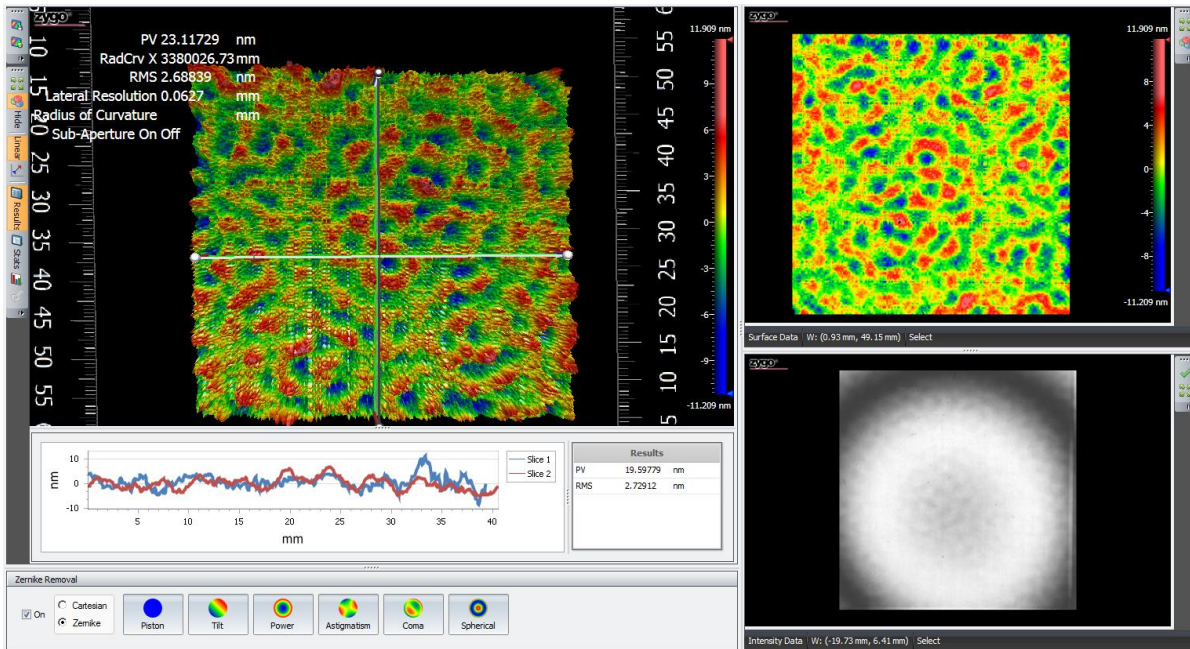 zygo
PV 23.11729 nm
RadCrv X 3380026.73 mm
RMS 2.68839 nm
Lateral Resolution 0.0627 mm
Radius of Curvature mm
Sub-Aperture On Off
Hide
Linear
Results
Stats
10
15
20
25
30
35
40
45
50
55
55
50
45
40
35
30
25
20
15
10
5
11.909 nm
9
6
3
0
-3
-6
-9
-11.209 nm
nm
10
0
-10
5 10 15 20 25 30 35 40
mm
Slice 1
Slice 2
Results
PV 19.59779 nm
RMS 2.72912 nm
Zernike Removal
On
Cartesian
Zernike
Piston
Tilt
Power
Astigmatism
Coma
Spherical
zygo
11.909 nm
8
4
0
-4
-8
-11.209 nm
Surface Data W: (0.93 mm, 49.15 mm) Select
zygo
Intensity Data W: (-19.73 mm, 6.41 mm) Select